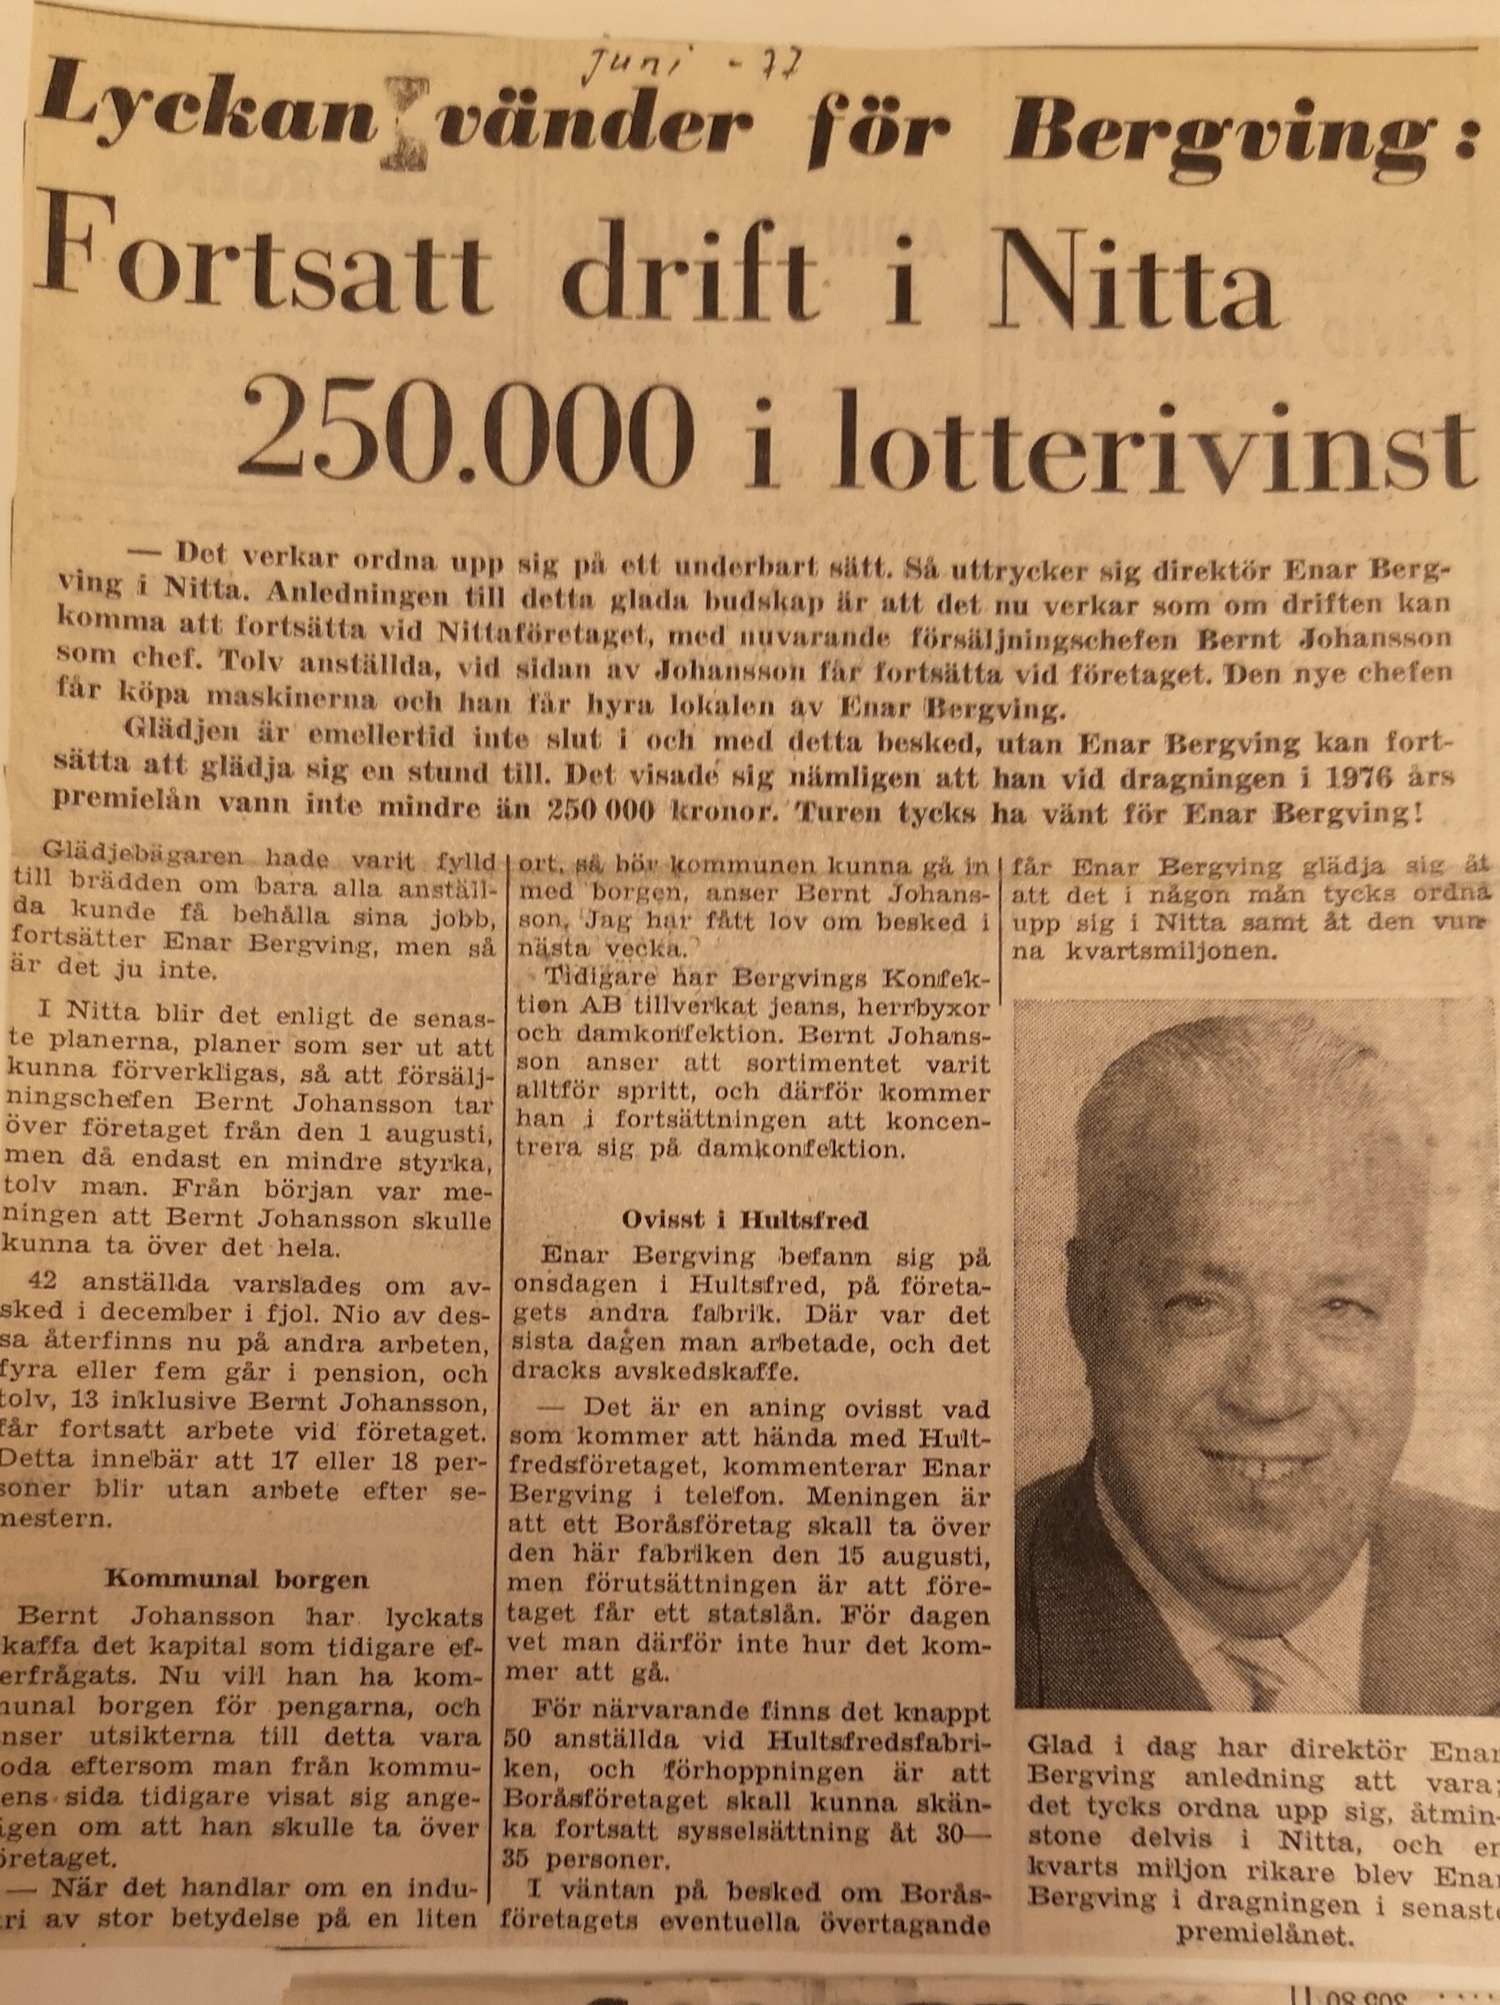 juni - 77
Lyckan vänder för Bergving:
Fortsatt drift i Nitta
250.000 i lotterivinst
— Det verkar ordna upp sig på ett underbart sätt. Så uttrycker sig direktör Enar Berg-
ving i Nitta. Anledningen till detta glada budskap är att det nu verkar som om driften kan
komma att fortsätta vid Nittaföretaget, med nuvarande försäljningschefen Bernt Johansson
som chef. Tolv anställda, vid sidan av Johansson får fortsätta vid företaget. Den nye chefen
får köpa maskinerna och han får hyra lokalen av Enar Bergving.
Glädjen är emellertid inte slut i och med detta besked, utan Enar Bergving kan fort-
sätta att glädja sig en stund till. Det visade sig nämligen att han vid dragningen i 1976 års
premielån vann inte mindre än 250 000 kronor. Turen tycks ha vänt för Enar Bergving!
Glädjebägaren hade varit fylld
till brädden om bara alla anställ-
da kunde få behålla sina jobb,
fortsätter Enar Bergving, men så
är det ju inte.
I Nitta blir det enligt de senas-
te planerna, planer som ser ut att
kunna förverkligas, så att försälj-
ningschefen Bernt Johansson tar
över företaget från den 1 augusti,
men då endast en mindre styrka,
tolv man. Från början var me-
ningen att Bernt Johansson skulle
kunna ta över det hela.
42 anställda varslades om av-
sked i december i fjol. Nio av des-
sa återfinns nu på andra arbeten,
fyra eller fem går i pension, och
tolv, 13 inklusive Bernt Johansson,
får fortsatt arbete vid företaget.
Detta innebär att 17 eller 18 per-
soner blir utan arbete efter se-
mestern.
Kommunal borgen
Bernt Johansson har lyckats
kaffa det kapital som tidigare ef-
erfrågats. Nu vill han ha kom-
munal borgen för pengarna, och
nser utsikterna till detta vara
oda eftersom man från kommu-
ens sida tidigare visat sig ange-
ägen om att han skulle ta över
öretaget.
— När det handlar om en indu-
tri av stor betydelse på en liten
ort, så bör kommunen kunna gå in
med borgen, anser Bernt Johans-
son. Jag har fått lov om besked i
nästa vecka.
Tidigare har Bergvings Konfek-
tion AB tillverkat jeans, herrbyxor
och damkonfektion. Bernt Johans-
son anser att sortimentet varit
alltför spritt, och därför kommer
han i fortsättningen att koncen-
trera sig på damkonfektion.
Ovisst i Hultsfred
Enar Bergving befann sig på
onsdagen i Hultsfred, på företa-
gets andra fabrik. Där var det
sista dagen man arbetade, och det
dracks avskedskaffe.
— Det är en aning ovisst vad
som kommer att hända med Hult-
fredsföretaget, kommenterar Enar
Bergving i telefon. Meningen är
att ett Boråsföretag skall ta över
den här fabriken den 15 augusti,
men förutsättningen är att före-
taget får ett statslån. För dagen
vet man därför inte hur det kom-
mer att gå.
För närvarande finns det knappt
50 anställda vid Hultsfredsfabri-
ken, och förhoppningen är att
Boråsföretaget skall kunna skän-
ka fortsatt sysselsättning åt 30—
35 personer.
I väntan på besked om Borås-
företagets eventuella övertagande
får Enar Bergving glädja sig åt
att det i någon mån tycks ordna
upp sig i Nitta samt åt den vun-
na kvartsmiljonen.
Glad i dag har direktör Enar
Bergving anledning att vara;
det tycks ordna upp sig, åtmin-
stone delvis i Nitta, och en
kvarts miljon rikare blev Enar
Bergving i dragningen i senaste
premielånet.